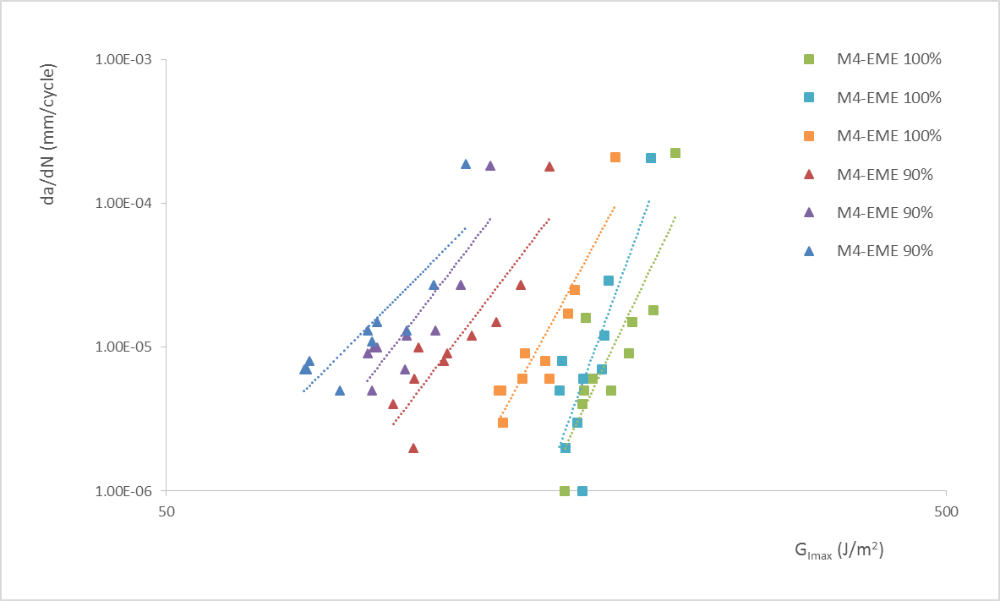 da/dN (mm/cycle)
1.00E-03
1.00E-04
1.00E-05
1.00E-06
50
500
G_Imax (J/m²)
M4-EME 100%
M4-EME 100%
M4-EME 100%
M4-EME 90%
M4-EME 90%
M4-EME 90%